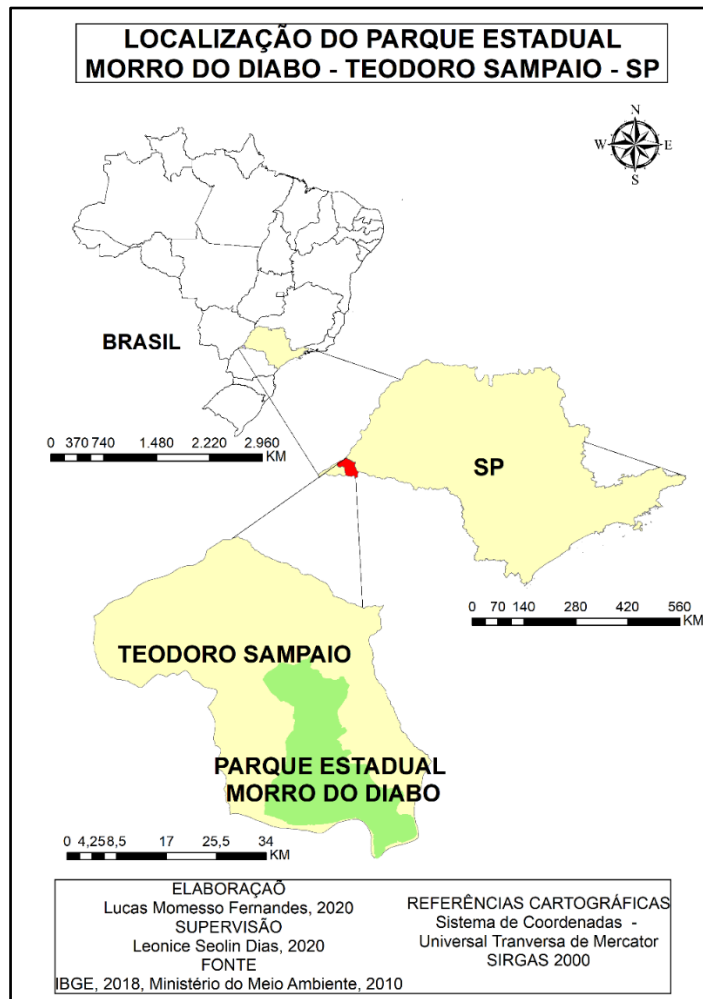 LOCALIZAÇÃO DO PARQUE ESTADUAL
MORRO DO DIABO - TEODORO SAMPAIO - SP
N
W E
S
BRASIL
0 370 740 1.480 2.220 2.960
KM
SP
0 70 140 280 420 560
KM
TEODORO SAMPAIO
PARQUE ESTADUAL
MORRO DO DIABO
0 4,25 8,5 17 25,5 34
KM
ELABORAÇAÕ
Lucas Momesso Fernandes, 2020
SUPERVISÃO
Leonice Seolin Dias, 2020
FONTE
IBGE, 2018, Ministério do Meio Ambiente, 2010
REFERÊNCIAS CARTOGRÁFICAS
Sistema de Coordenadas -
Universal Tranversa de Mercator
SIRGAS 2000